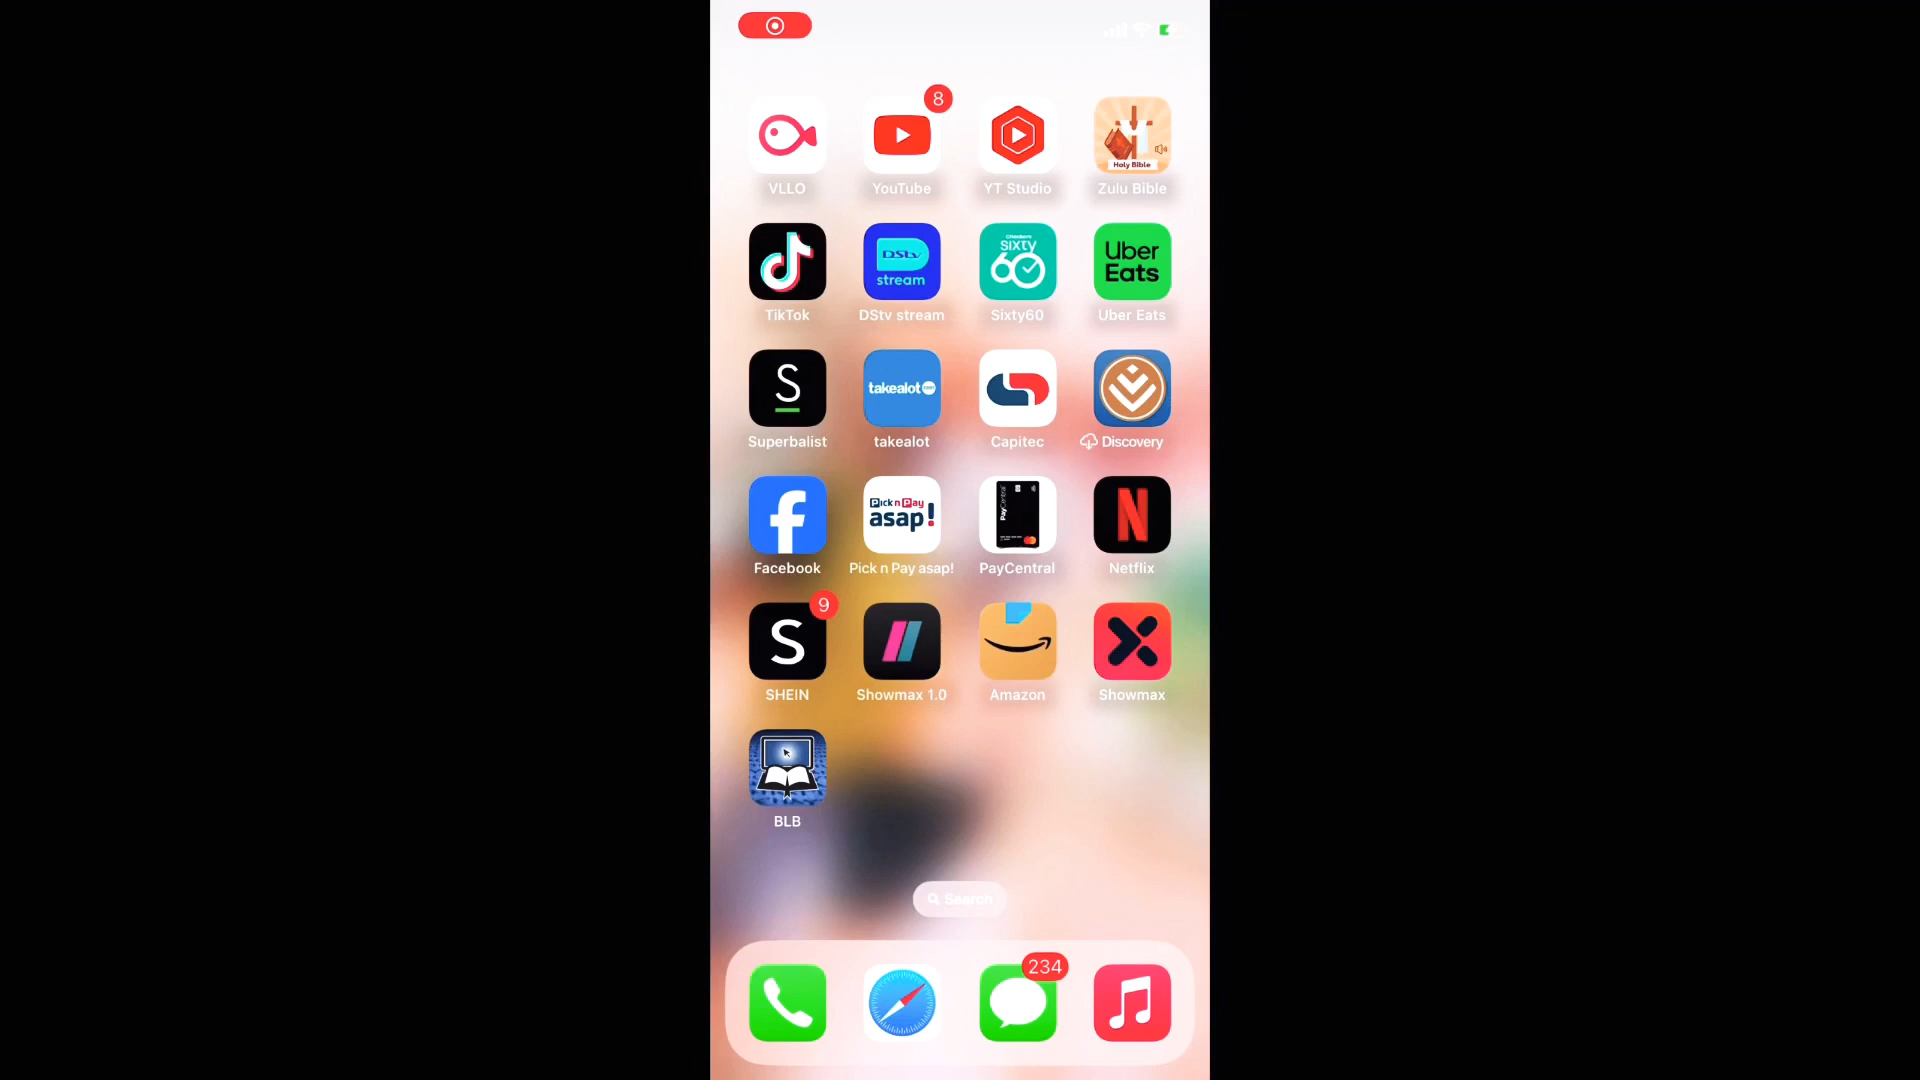 8
Holy Bible
VLLO YouTube YT Studio Zulu Bible
DStv
stream
Checkers
sixty
60
Uber
Eats
TikTok DStv stream Sixty60 Uber Eats
S
takealot
Superbalist takealot Capitec Discovery
f
Pick n Pay
asap!
PayCentral
N
Facebook Pick n Pay asap! PayCentral Netflix
9
S
SHEIN Showmax 1.0 Amazon Showmax
BLB
Search
234